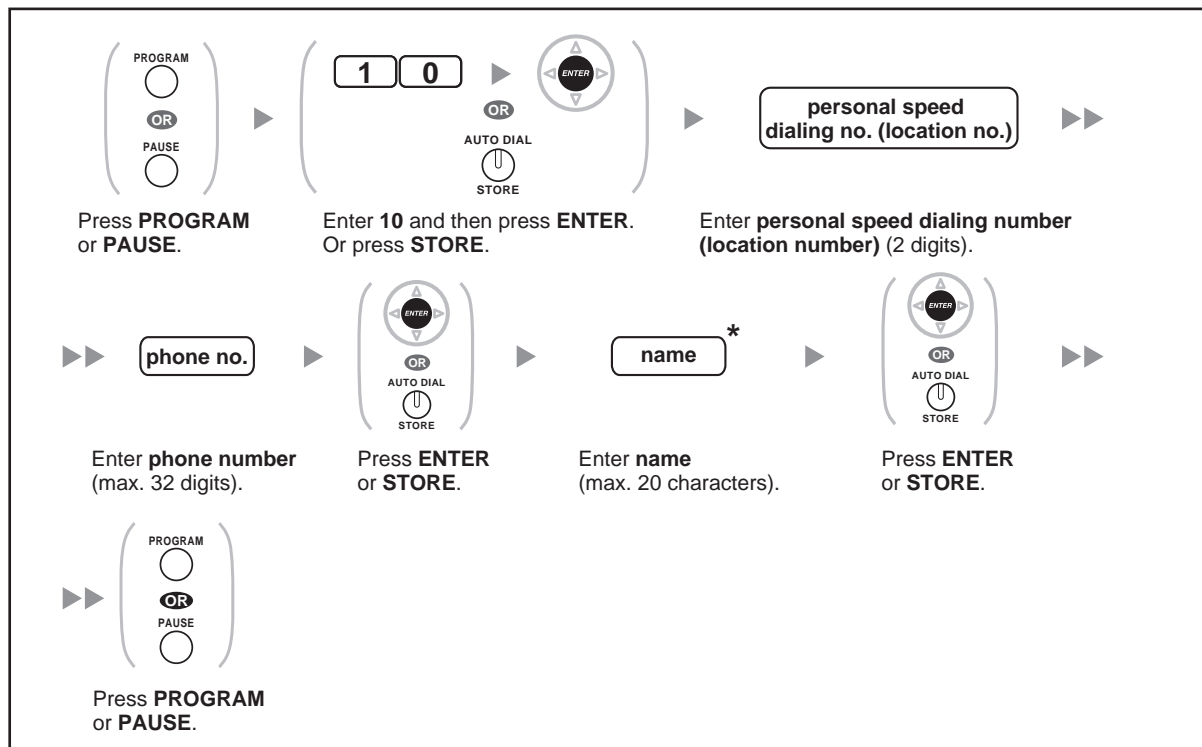 PROGRAM
OR
PAUSE
Press PROGRAM
or PAUSE.
1 0
ENTER
OR
AUTO DIAL
STORE
Enter 10 and then press ENTER.
Or press STORE.
personal speed
dialing no. (location no.)
Enter personal speed dialing number
(location number) (2 digits).
phone no.
Enter phone number
(max. 32 digits).
ENTER
OR
AUTO DIAL
STORE
Press ENTER
or STORE.
name *
Enter name
(max. 20 characters).
ENTER
OR
AUTO DIAL
STORE
Press ENTER
or STORE.
PROGRAM
OR
PAUSE
Press PROGRAM
or PAUSE.